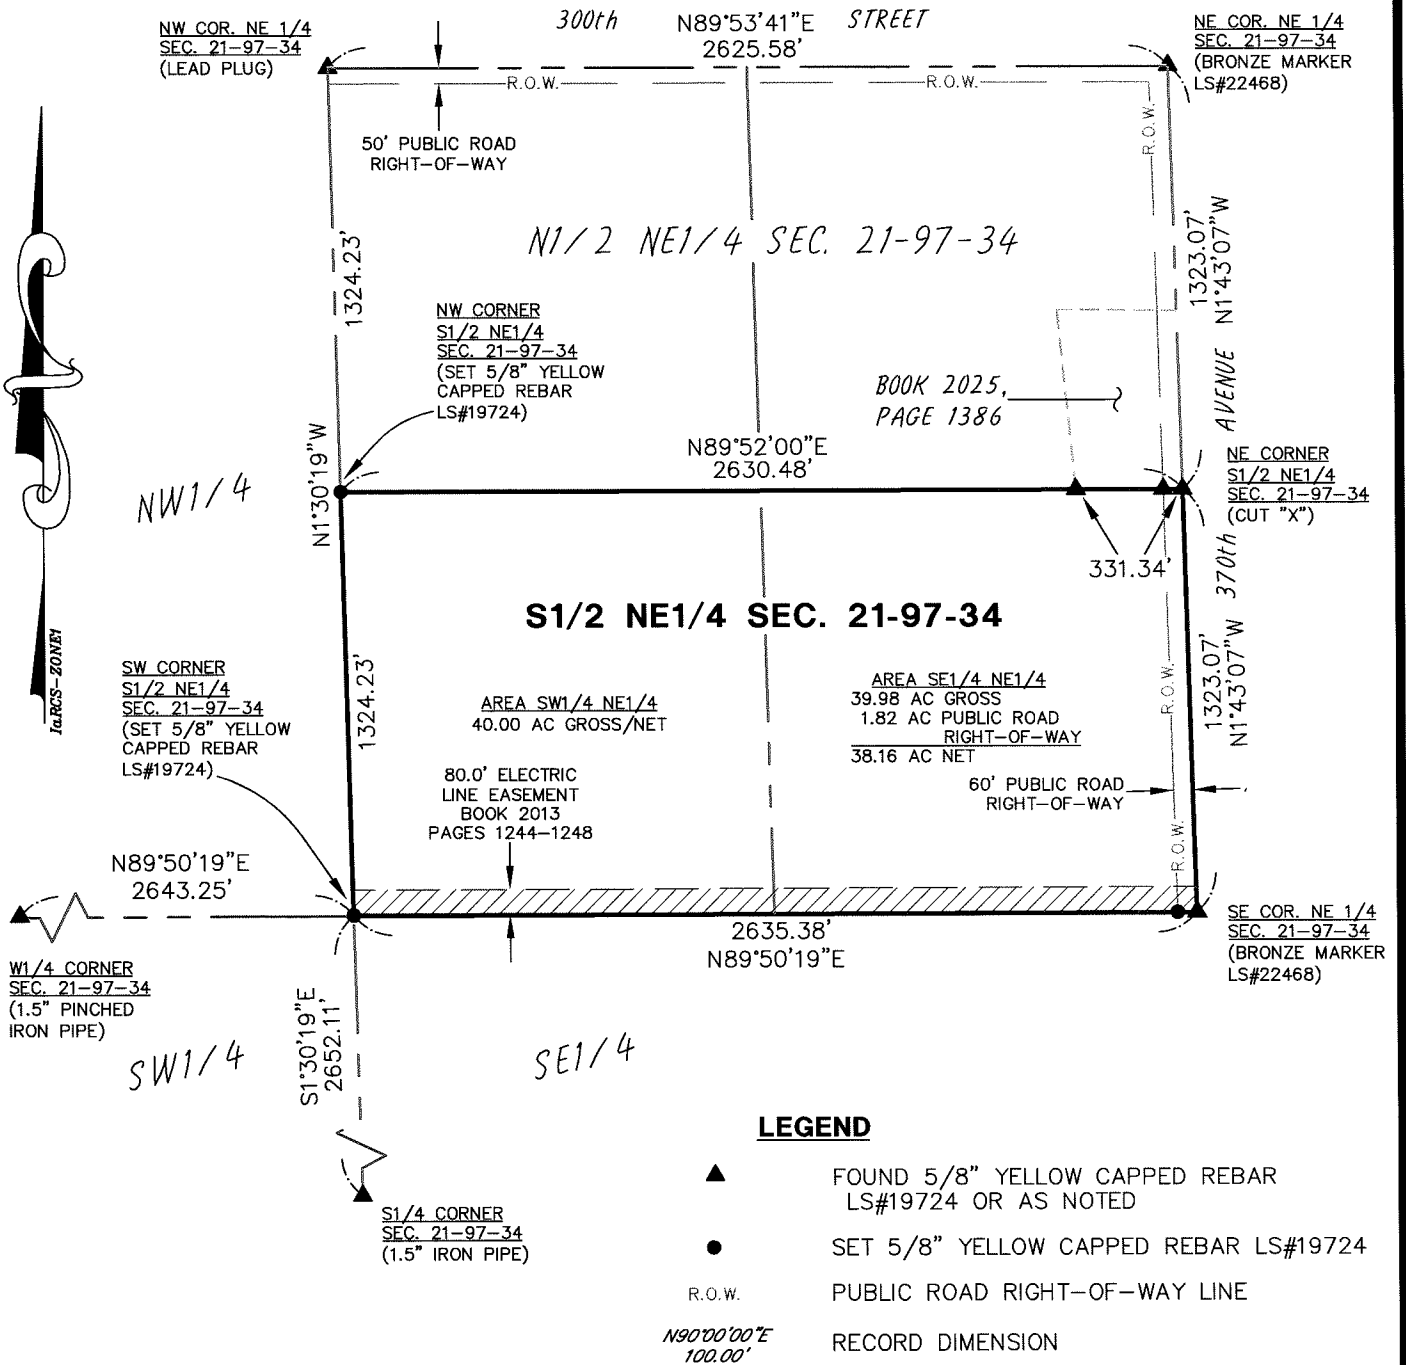 300th
N89°53'41"E
2625.58'
STREET
NW COR. NE 1/4
SEC. 21-97-34
(LEAD PLUG)
NE COR. NE 1/4
SEC. 21-97-34
(BRONZE MARKER
LS#22468)
R.O.W.
R.O.W.
R.O.W.
50' PUBLIC ROAD
RIGHT-OF-WAY
N1/2 NE1/4 SEC. 21-97-34
1324.23'
1323.07'
N1°43'07"W
NW CORNER
S1/2 NE1/4
SEC. 21-97-34
(SET 5/8" YELLOW
CAPPED REBAR
LS#19724)
BOOK 2025,
PAGE 1386
AVENUE
N89°52'00"E
2630.48'
N1°30'19"W
NW1/4
NE CORNER
S1/2 NE1/4
SEC. 21-97-34
(CUT "X")
331.34'
370th
S1/2 NE1/4 SEC. 21-97-34
IaRCS-ZONE1
SW CORNER
S1/2 NE1/4
SEC. 21-97-34
(SET 5/8" YELLOW
CAPPED REBAR
LS#19724)
1324.23'
AREA SW1/4 NE1/4
40.00 AC GROSS/NET
AREA SE1/4 NE1/4
39.98 AC GROSS
1.82 AC PUBLIC ROAD
RIGHT-OF-WAY
38.16 AC NET
R.O.W.
1323.07'
N1°43'07"W
80.0' ELECTRIC
LINE EASEMENT
BOOK 2013
PAGES 1244-1248
60' PUBLIC ROAD
RIGHT-OF-WAY
R.O.W.
N89°50'19"E
2643.25'
2635.38'
N89°50'19"E
SE COR. NE 1/4
SEC. 21-97-34
(BRONZE MARKER
LS#22468)
W1/4 CORNER
SEC. 21-97-34
(1.5" PINCHED
IRON PIPE)
S1°30'19"E
2652.11'
SW1/4
SE1/4
S1/4 CORNER
SEC. 21-97-34
(1.5" IRON PIPE)
LEGEND
FOUND 5/8" YELLOW CAPPED REBAR
LS#19724 OR AS NOTED
SET 5/8" YELLOW CAPPED REBAR LS#19724
R.O.W. PUBLIC ROAD RIGHT-OF-WAY LINE
N90°00'00"E
100.00'
RECORD DIMENSION